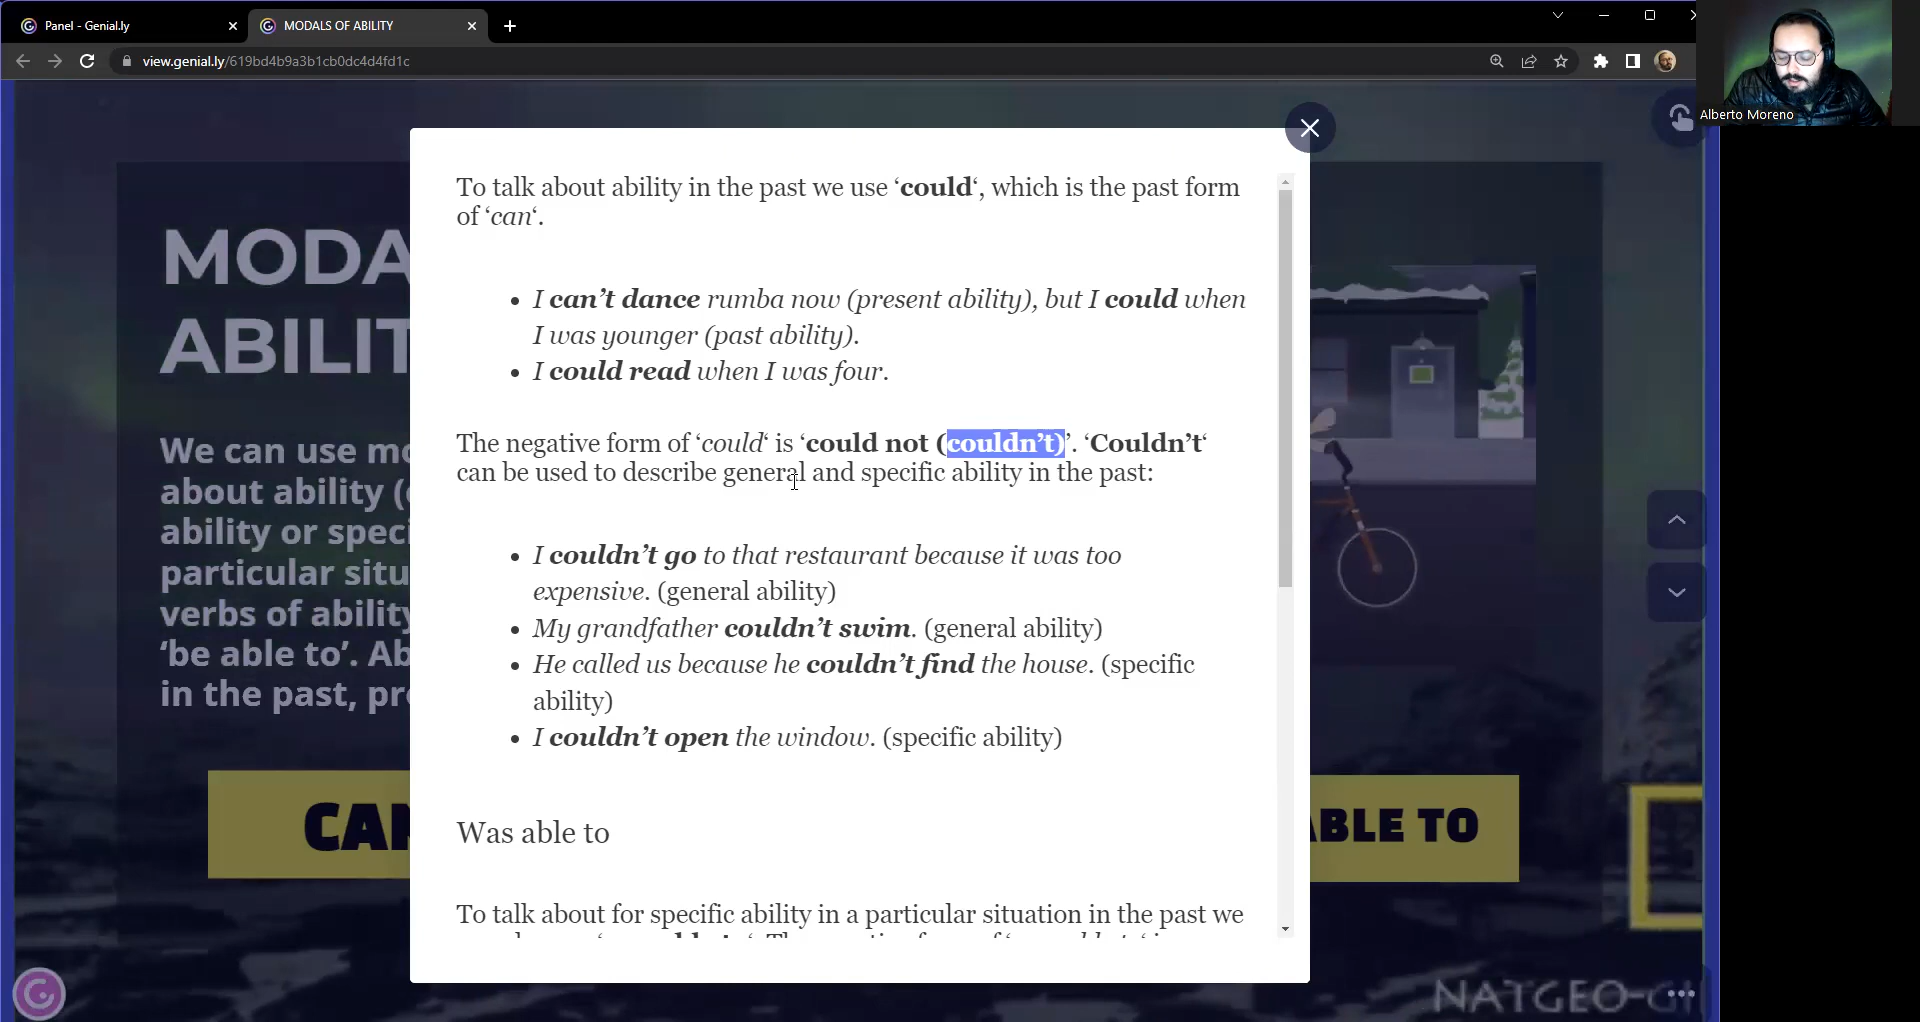 Panel - Genial.ly
MODALS OF ABILITY
view.genial.ly/619bd4b9a3b1cb0dc4d4fd1c
Alberto Moreno
To talk about ability in the past we use ‘could‘, which is the past form
of ‘can‘.
• I can’t dance rumba now (present ability), but I could when
I was younger (past ability).
• I could read when I was four.
The negative form of ‘could‘ is ‘could not (couldn’t)’. ‘Couldn’t‘
can be used to describe general and specific ability in the past:
• I couldn’t go to that restaurant because it was too
expensive. (general ability)
• My grandfather couldn’t swim. (general ability)
• He called us because he couldn’t find the house. (specific
ability)
• I couldn’t open the window. (specific ability)
Was able to
To talk about for specific ability in a particular situation in the past we
MODA
ABILIT
We can use mo
about ability (
ability or speci
particular situ
verbs of ability
‘be able to’. Ab
in the past, pr
CAN
ABLE TO
NATGEO-G